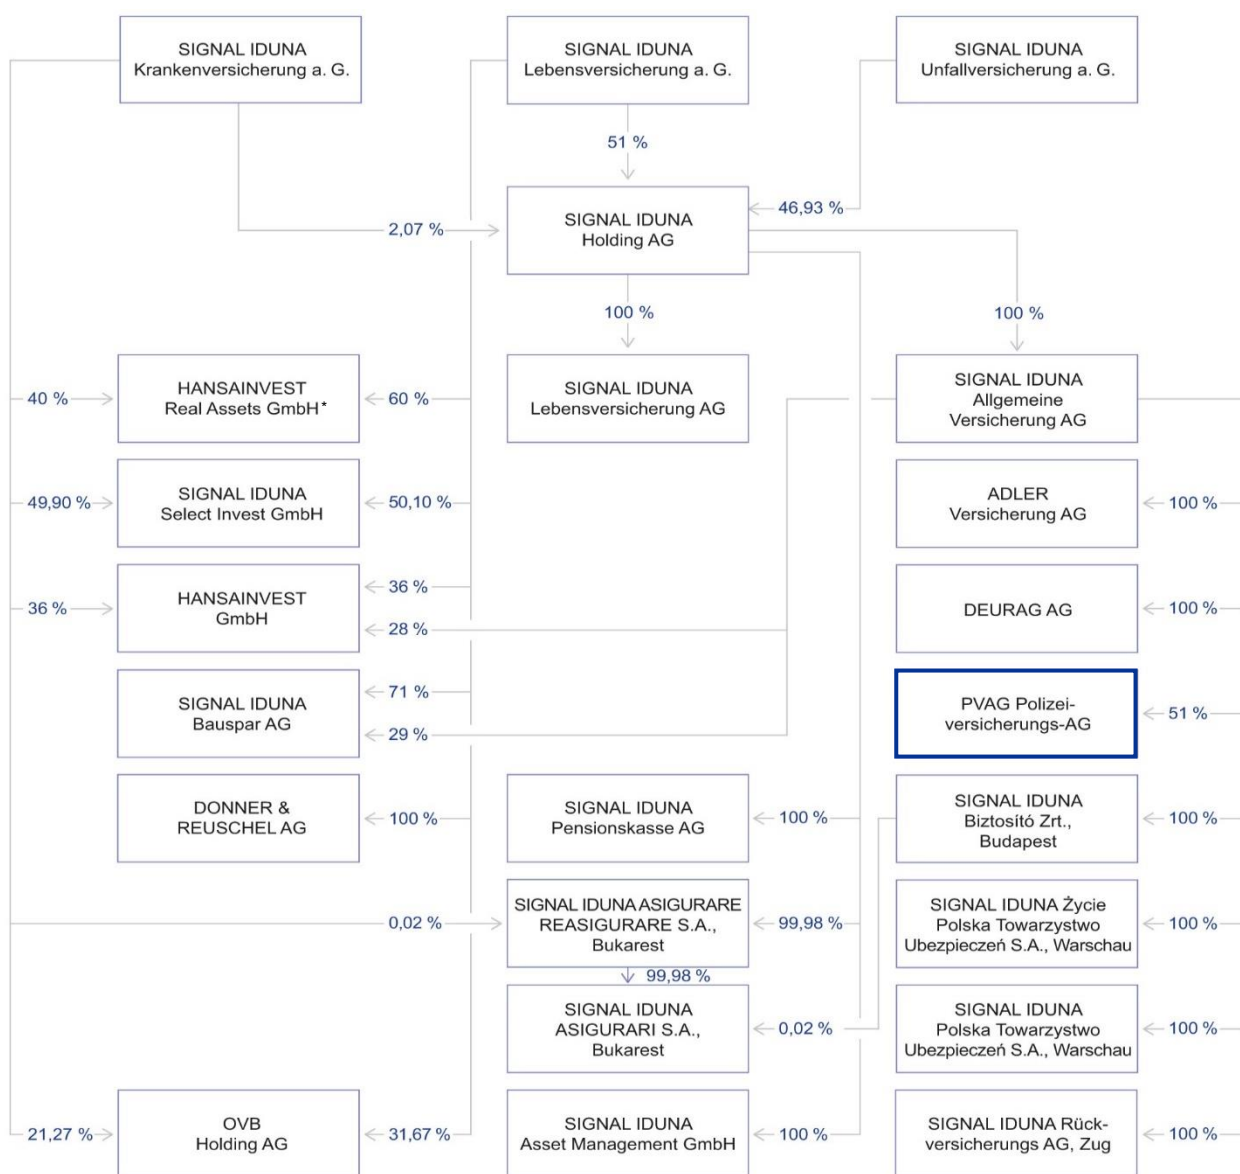 SIGNAL IDUNA
Krankenversicherung a. G.
SIGNAL IDUNA
Lebensversicherung a. G.
SIGNAL IDUNA
Unfallversicherung a. G.
51 %
2,07 %
SIGNAL IDUNA
Holding AG
46,93 %
100 %
100 %
40 %
HANSAINVEST
Real Assets GmbH*
60 %
SIGNAL IDUNA
Lebensversicherung AG
SIGNAL IDUNA
Allgemeine
Versicherung AG
49,90 %
SIGNAL IDUNA
Select Invest GmbH
50,10 %
ADLER
Versicherung AG
100 %
36 %
HANSAINVEST
GmbH
36 %
28 %
DEURAG AG
100 %
SIGNAL IDUNA
Bauspar AG
71 %
29 %
PVAG Polizei-
versicherungs-AG
51 %
DONNER &
REUSCHEL AG
100 %
SIGNAL IDUNA
Pensionskasse AG
100 %
SIGNAL IDUNA
Biztosító Zrt.,
Budapest
100 %
0,02 %
SIGNAL IDUNA ASIGURARE
REASIGURARE S.A.,
Bukarest
99,98 %
SIGNAL IDUNA Życie
Polska Towarzystwo
Ubezpieczeń S.A., Warschau
100 %
99,98 %
SIGNAL IDUNA
ASIGURARI S.A.,
Bukarest
0,02 %
SIGNAL IDUNA
Polska Towarzystwo
Ubezpieczeń S.A., Warschau
100 %
21,27 %
OVB
Holding AG
31,67 %
SIGNAL IDUNA
Asset Management GmbH
100 %
SIGNAL IDUNA Rück-
versicherungs AG, Zug
100 %